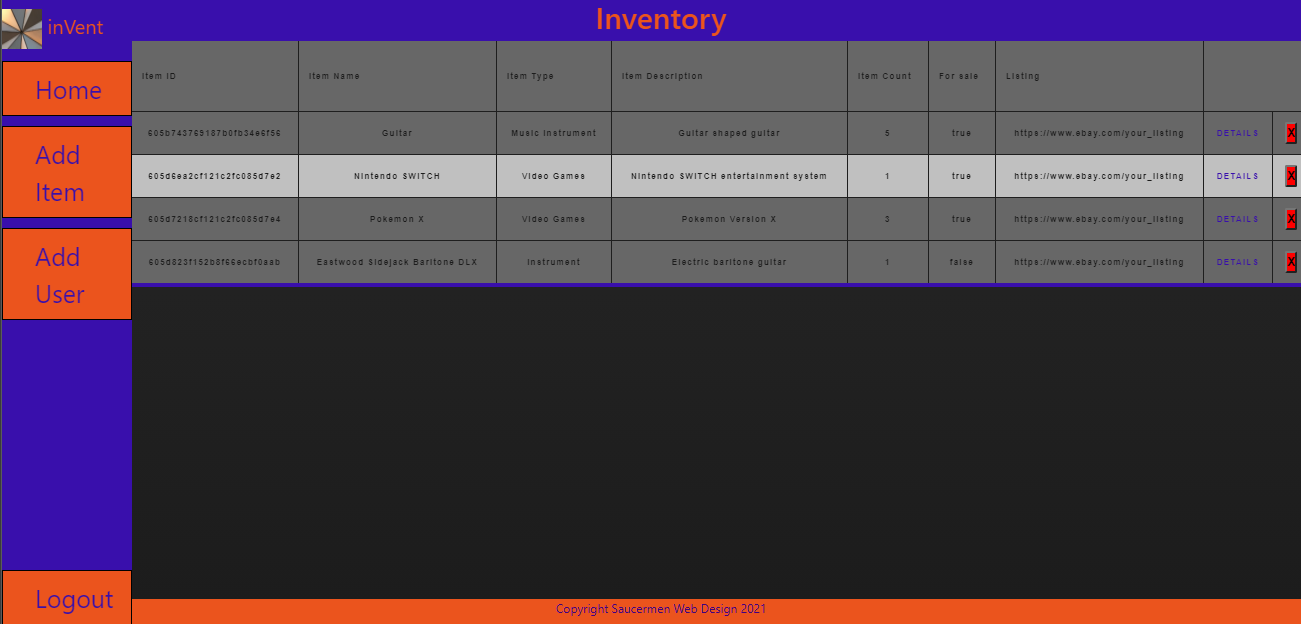 inVent
Inventory
Home
Add
Item
Add
User
Logout
Item ID Item Name Item Type Item Description Item Count For sale Listing
605b743769187b0fb34e6f56 Guitar Music Instrument Guitar shaped guitar 5 true https://www.ebay.com/your_listing DETAILS X
605d6ea2cf121c2fc085d7e2 Nintendo SWITCH Video Games Nintendo SWITCH entertainment system 1 true https://www.ebay.com/your_listing DETAILS X
605d7218cf121c2fc085d7e4 Pokemon X Video Games Pokemon Version X 3 true https://www.ebay.com/your_listing DETAILS X
605d823f152b8f66ecbf0aab Eastwood Sidejack Baritone DLX Instrument Electric baritone guitar 1 false https://www.ebay.com/your_listing DETAILS X
Copyright Saucermen Web Design 2021